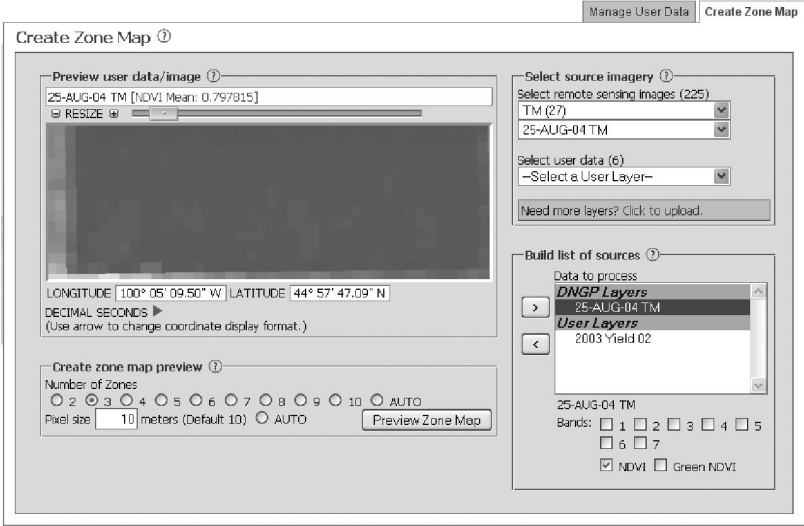 Manage User Data
Create Zone Map
Create Zone Map ?
Preview user data/image ?
25-AUG-04 TM [NDVI Mean: 0.797815]
RESIZE
LONGITUDE 100° 05' 09.50" W LATITUDE 44° 57' 47.09" N
DECIMAL SECONDS
(Use arrow to change coordinate display format.)
Create zone map preview ?
Number of Zones
2 3 4 5 6 7 8 9 10 AUTO
Pixel size 10 meters (Default 10) AUTO
Preview Zone Map
Select source imagery ?
Select remote sensing images (225)
TM (27)
25-AUG-04 TM
Select user data (6)
--Select a User Layer--
Need more layers? Click to upload.
Build list of sources ?
Data to process
DNGP Layers
25-AUG-04 TM
User Layers
2003 Yield 02
>
<
25-AUG-04 TM
Bands: 1 2 3 4 5
6 7
NDVI Green NDVI